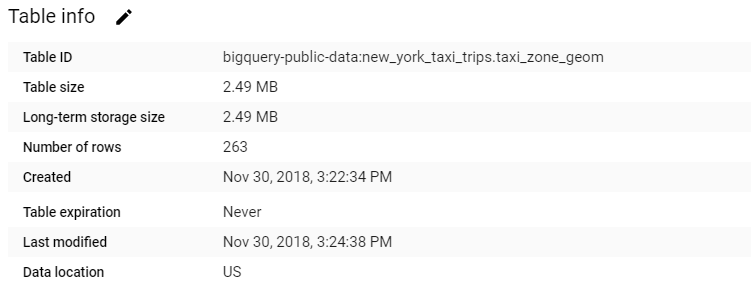 Table info
Table ID bigquery-public-data:new_york_taxi_trips.taxi_zone_geom
Table size 2.49 MB
Long-term storage size 2.49 MB
Number of rows 263
Created Nov 30, 2018, 3:22:34 PM
Table expiration Never
Last modified Nov 30, 2018, 3:24:38 PM
Data location US